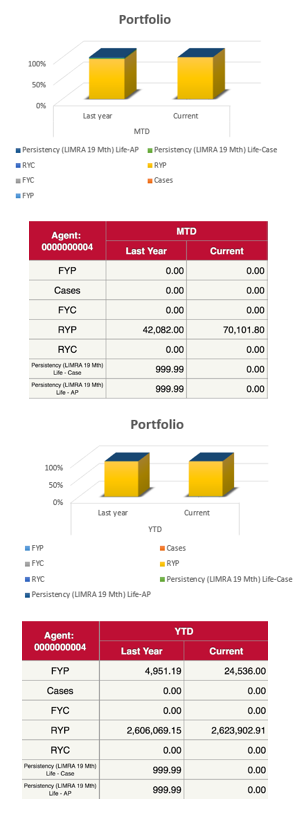 Portfolio
100%
50%
0%
Last year Current
MTD
Persistency (LIMRA 19 Mth) Life-AP Persistency (LIMRA 19 Mth) Life-Case
RYC RYP
FYC Cases
FYP
Agent: 0000000004 MTD
Last Year Current
FYP 0.00 0.00
Cases 0.00 0.00
FYC 0.00 0.00
RYP 42,082.00 70,101.80
RYC 0.00 0.00
Persistency (LIMRA 19 Mth)
Life - Case 999.99 0.00
Persistency (LIMRA 19 Mth)
Life - AP 999.99 0.00
Portfolio
100%
50%
0%
Last year Current
YTD
FYP Cases
FYC RYP
RYC Persistency (LIMRA 19 Mth) Life-Case
Persistency (LIMRA 19 Mth) Life-AP
Agent: 0000000004 YTD
Last Year Current
FYP 4,951.19 24,536.00
Cases 0.00 0.00
FYC 0.00 0.00
RYP 2,606,069.15 2,623,902.91
RYC 0.00 0.00
Persistency (LIMRA 19 Mth)
Life - Case 999.99 0.00
Persistency (LIMRA 19 Mth)
Life - AP 999.99 0.00